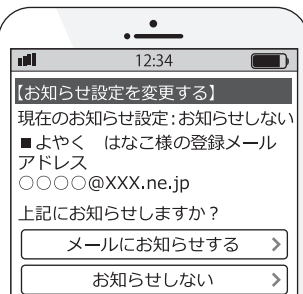 12:34
【お知らせ設定を変更する】
現在のお知らせ設定：お知らせしない
■よやく　はなこ様の登録メール
アドレス
○○○○@XXX.ne.jp
上記にお知らせしますか？
メールにお知らせする　>
お知らせしない　>